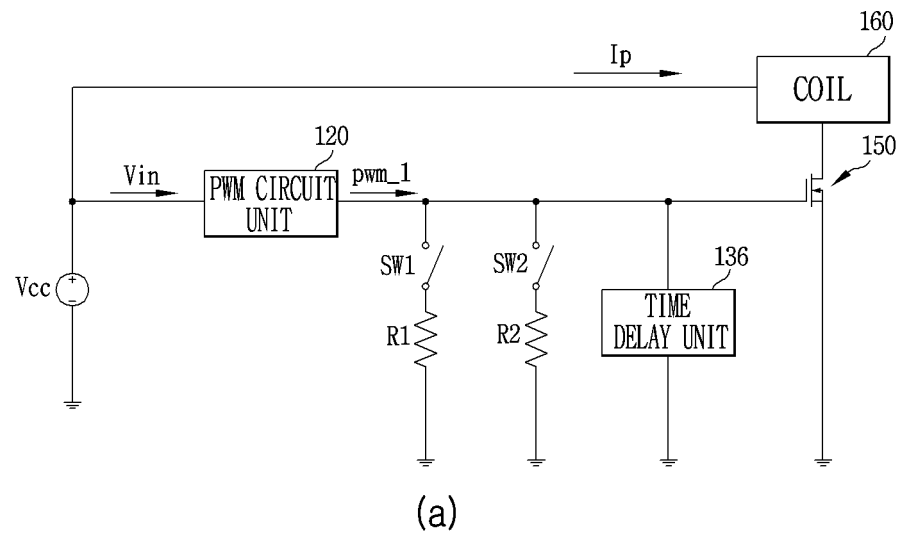 160
Ip
COIL
120
150
Vin
pwm_1
PWM CIRCUIT
UNIT
SW1
SW2
136
Vcc
+
−
TIME
DELAY UNIT
R1
R2
(a)